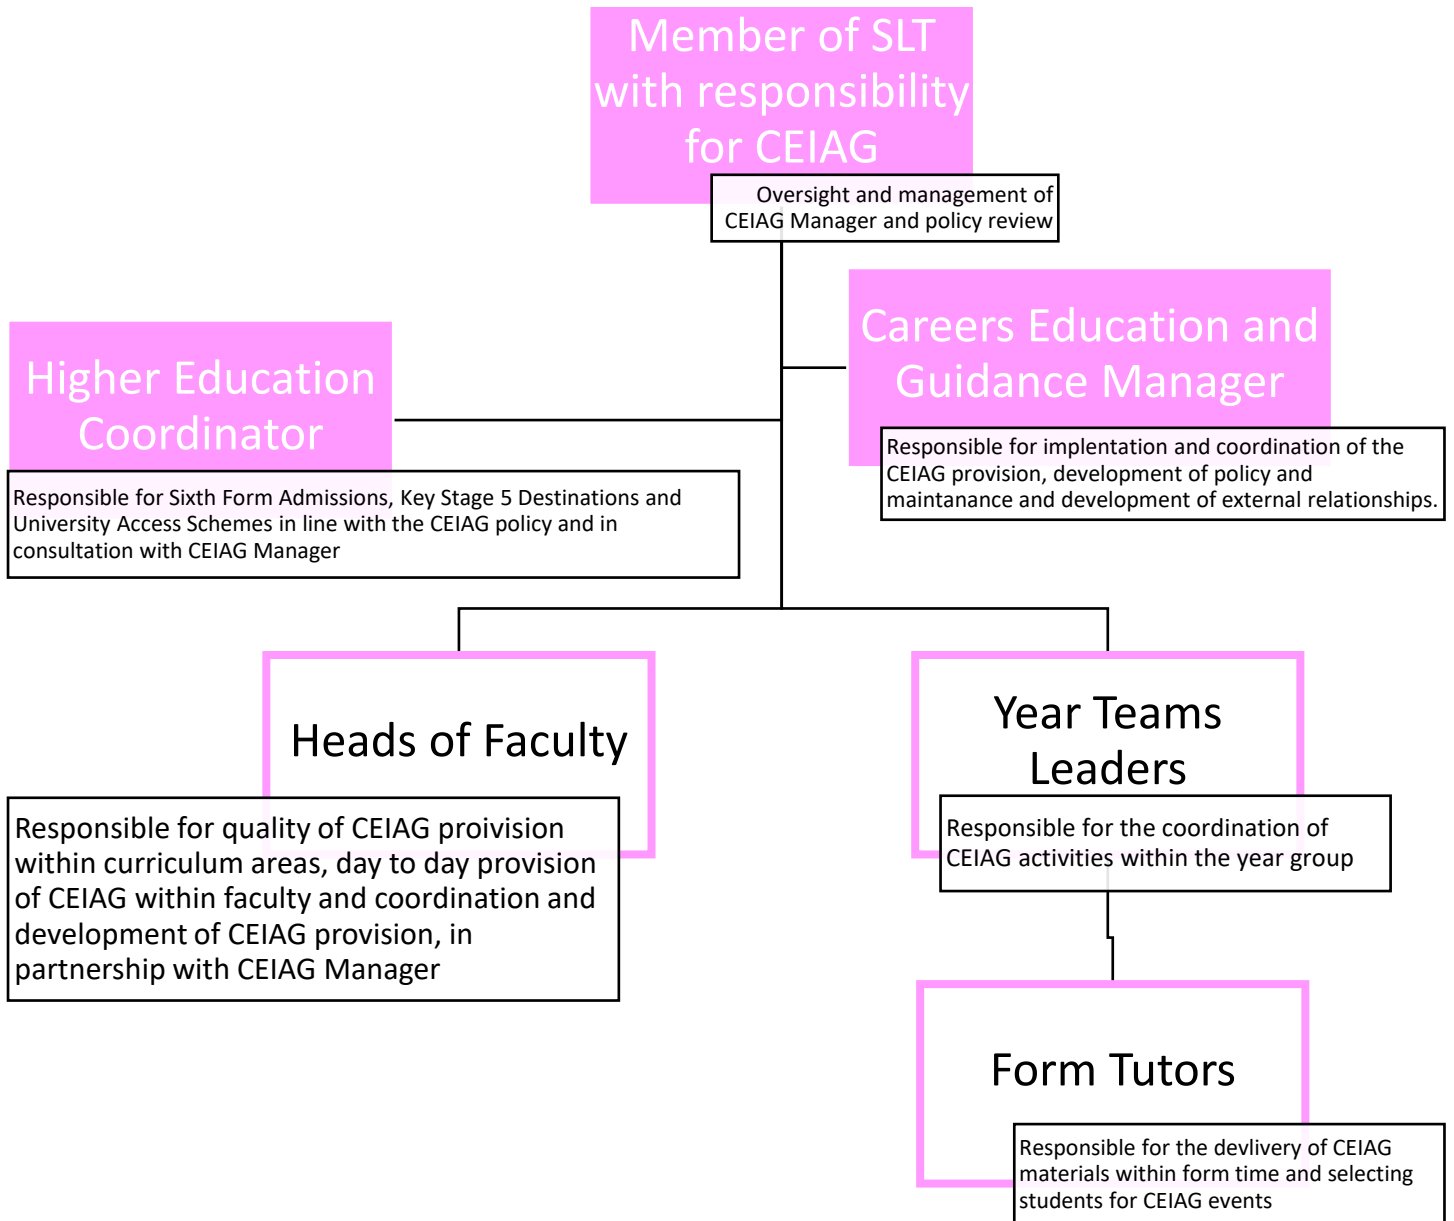 Member of SLT
with responsibility
for CEIAG
Oversight and management of
CEIAG Manager and policy review
Careers Education and
Guidance Manager
Responsible for implentation and coordination of the
CEIAG provision, development of policy and
maintanance and development of external relationships.
Higher Education
Coordinator
Responsible for Sixth Form Admissions, Key Stage 5 Destinations and
University Access Schemes in line with the CEIAG policy and in
consultation with CEIAG Manager
Heads of Faculty
Responsible for quality of CEIAG proivision
within curriculum areas, day to day provision
of CEIAG within faculty and coordination and
development of CEIAG provision, in
partnership with CEIAG Manager
Year Teams
Leaders
Responsible for the coordination of
CEIAG activities within the year group
Form Tutors
Responsible for the devlivery of CEIAG
materials within form time and selecting
students for CEIAG events